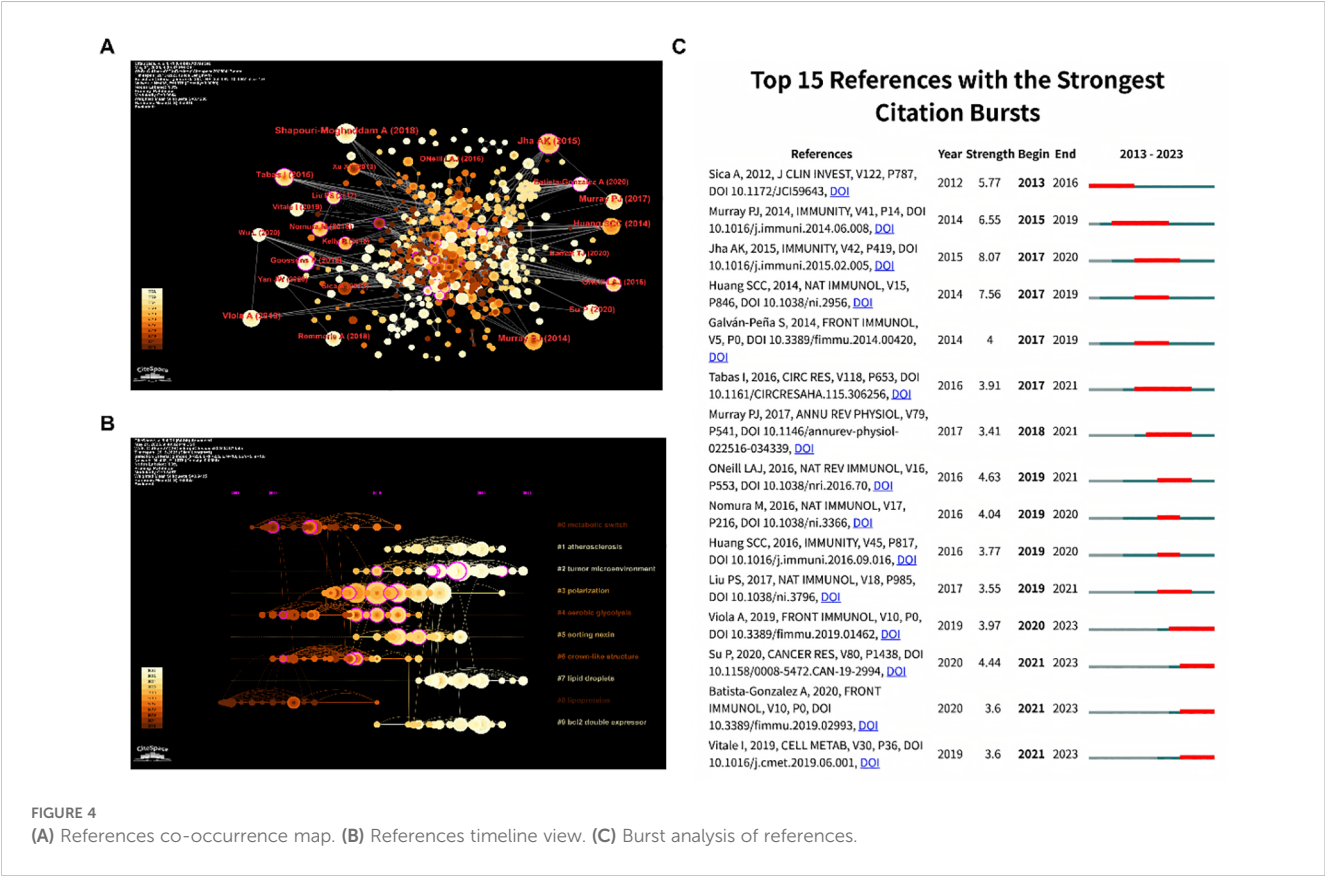 A
Shapouri-Moghaddam A (2018)
Jha AK (2015)
ONeill LAJ (2016)
Tabas I (2016)
Batista-Gonzalez A (2020)
Murray PJ (2017)
Vitale I (2019)
Huang SCC (2014)
Wu L (2020)
Viola A (2019)
Su P (2020)
Remmerie A (2018)
Murray PJ (2014)
CiteSpace
B
#0 metabolic switch
#1 atherosclerosis
#2 tumor microenvironment
#3 polarization
#4 aerobic glycolysis
#5 sorting nexin
#6 crown-like structure
#7 lipid droplets
#8 lipoprotein
#9 bcl2 double expressor
CiteSpace
C
Top 15 References with the Strongest
Citation Bursts
References Year Strength Begin End 2013 - 2023
Sica A, 2012, J CLIN INVEST, V122, P787,
DOI 10.1172/JCI59643, DOI 2012 5.77 2013 2016
Murray PJ, 2014, IMMUNITY, V41, P14, DOI
10.1016/j.immuni.2014.06.008, DOI 2014 6.55 2015 2019
Jha AK, 2015, IMMUNITY, V42, P419, DOI
10.1016/j.immuni.2015.02.005, DOI 2015 8.07 2017 2020
Huang SCC, 2014, NAT IMMUNOL, V15,
P846, DOI 10.1038/ni.2956, DOI 2014 7.56 2017 2019
Galván-Peña S, 2014, FRONT IMMUNOL,
V5, P0, DOI 10.3389/fimmu.2014.00420, 2014 4 2017 2019
DOI
Tabas I, 2016, CIRC RES, V118, P653, DOI
10.1161/CIRCRESAHA.115.306256, DOI 2016 3.91 2017 2021
Murray PJ, 2017, ANNU REV PHYSIOL, V79,
P541, DOI 10.1146/annurev-physiol- 2017 3.41 2018 2021
022516-034339, DOI
ONeill LAJ, 2016, NAT REV IMMUNOL, V16,
P553, DOI 10.1038/nri.2016.70, DOI 2016 4.63 2019 2021
Nomura M, 2016, NAT IMMUNOL, V17,
P216, DOI 10.1038/ni.3366, DOI 2016 4.04 2019 2020
Huang SCC, 2016, IMMUNITY, V45, P817,
DOI 10.1016/j.immuni.2016.09.016, DOI 2016 3.77 2019 2020
Liu PS, 2017, NAT IMMUNOL, V18, P985,
DOI 10.1038/ni.3796, DOI 2017 3.55 2019 2021
Viola A, 2019, FRONT IMMUNOL, V10, P0,
DOI 10.3389/fimmu.2019.01462, DOI 2019 3.97 2020 2023
Su P, 2020, CANCER RES, V80, P1438, DOI
10.1158/0008-5472.CAN-19-2994, DOI 2020 4.44 2021 2023
Batista-Gonzalez A, 2020, FRONT
IMMUNOL, V10, P0, DOI 2020 3.6 2021 2023
10.3389/fimmu.2019.02993, DOI
Vitale I, 2019, CELL METAB, V30, P36, DOI
10.1016/j.cmet.2019.06.001, DOI 2019 3.6 2021 2023
FIGURE 4
(A) References co-occurrence map. (B) References timeline view. (C) Burst analysis of references.